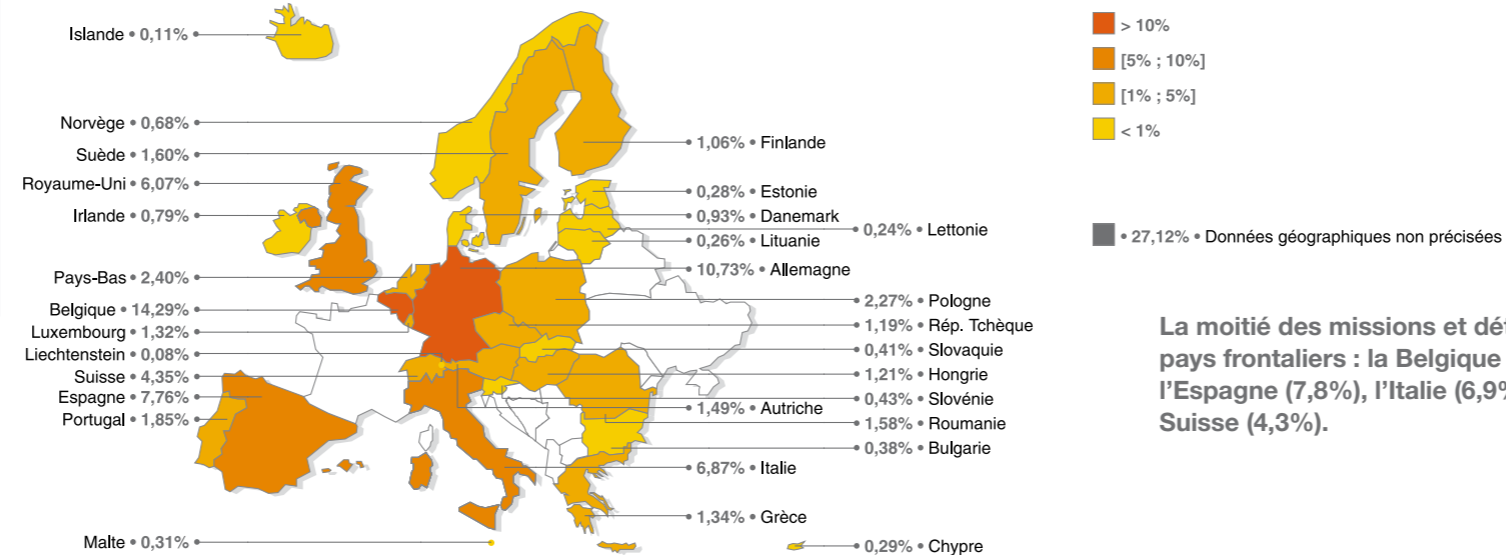 Islande • 0,11%
Norvège • 0,68%
Suède • 1,60%
Royaume-Uni • 6,07%
Irlande • 0,79%
Pays-Bas • 2,40%
Belgique • 14,29%
Luxembourg • 1,32%
Liechtenstein • 0,08%
Suisse • 4,35%
Espagne • 7,76%
Portugal • 1,85%
Malte • 0,31%
1,06% • Finlande
0,28% • Estonie
0,93% • Danemark
0,24% • Lettonie
0,26% • Lituanie
10,73% • Allemagne
2,27% • Pologne
1,19% • Rép. Tchèque
0,41% • Slovaquie
1,21% • Hongrie
0,43% • Slovénie
1,49% • Autriche
1,58% • Roumanie
0,38% • Bulgarie
6,87% • Italie
1,34% • Grèce
0,29% • Chypre
> 10%
[5% ; 10%]
[1% ; 5%]
< 1%
• 27,12% • Données géographiques non précisées
La moitié des missions et
pays frontaliers : la Belgique
l'Espagne (7,8%), l'Italie (6,9%
Suisse (4,3%).